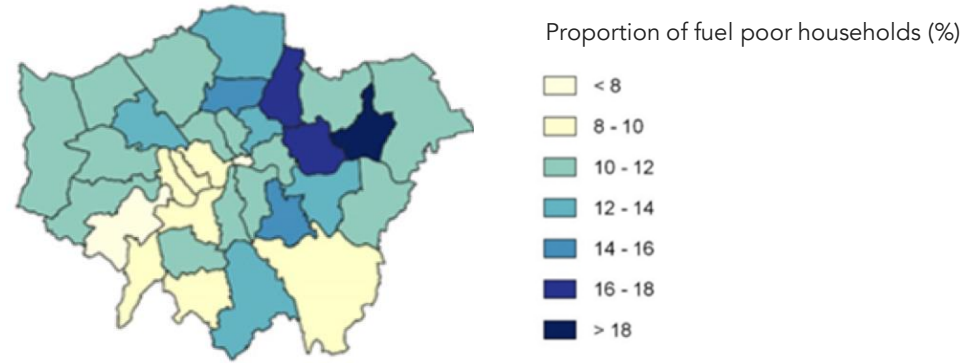 Proportion of fuel poor households (%)
< 8
8 - 10
10 - 12
12 - 14
14 - 16
16 - 18
> 18